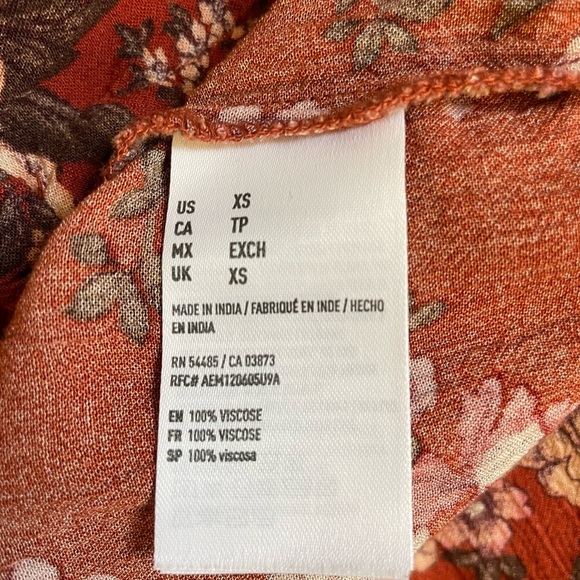 US XS
CA TP
MX EXCH
UK XS
MADE IN INDIA / FABRIQUÉ EN INDE / HECHO
EN INDIA
RN 54485 / CA 03873
RFC# AEM120605U9A
EN 100% VISCOSE
FR 100% VISCOSE
SP 100% viscosa